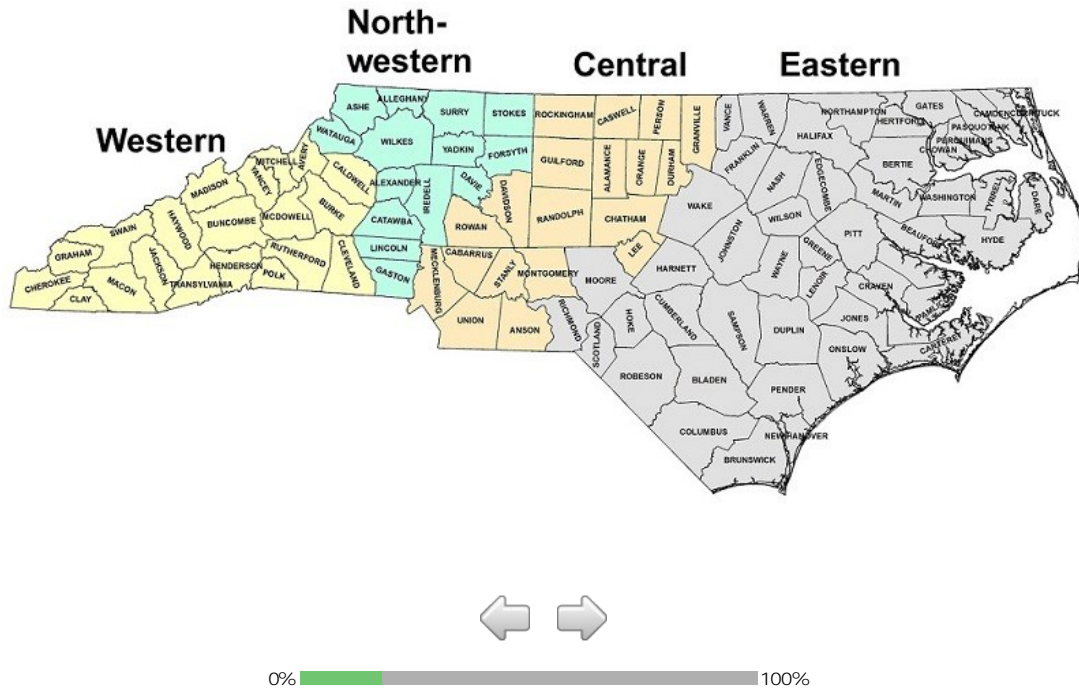 North-
western
Central
Eastern
Western
ASHE
ALLEGHANY
SURRY
STOKES
ROCKINGHAM
CASWELL
PERSON
GRANVILLE
VANCE
WARREN
NORTHAMPTON
GATES
HERTFORD
CAMDEN
CURRITUCK
PASQUOTANK
PERQUIMANS
CHOWAN
WATAUGA
WILKES
YADKIN
FORSYTH
GUILFORD
ALAMANCE
ORANGE
DURHAM
FRANKLIN
HALIFAX
BERTIE
MITCHELL
AVERY
YANCEY
CALDWELL
ALEXANDER
IREDELL
DAVIE
DAVIDSON
RANDOLPH
CHATHAM
WAKE
NASH
EDGECOMBE
MARTIN
WASHINGTON
TYRRELL
DARE
MADISON
BURKE
MCDOWELL
BUNCOMBE
HAYWOOD
SWAIN
CATAWBA
ROWAN
LEE
JOHNSTON
WILSON
PITT
BEAUFORT
HYDE
GRAHAM
JACKSON
HENDERSON
RUTHERFORD
POLK
CLEVELAND
LINCOLN
GASTON
MECKLENBURG
CABARRUS
STANLY
MONTGOMERY
MOORE
HARNETT
WAYNE
GREENE
LENOIR
CRAVEN
PAMLICO
CHEROKEE
CLAY
MACON
TRANSYLVANIA
UNION
ANSON
RICHMOND
SCOTLAND
HOKE
CUMBERLAND
SAMPSON
DUPLIN
JONES
ONSLOW
CARTERET
ROBESON
BLADEN
PENDER
COLUMBUS
NEW HANOVER
BRUNSWICK
0%
100%